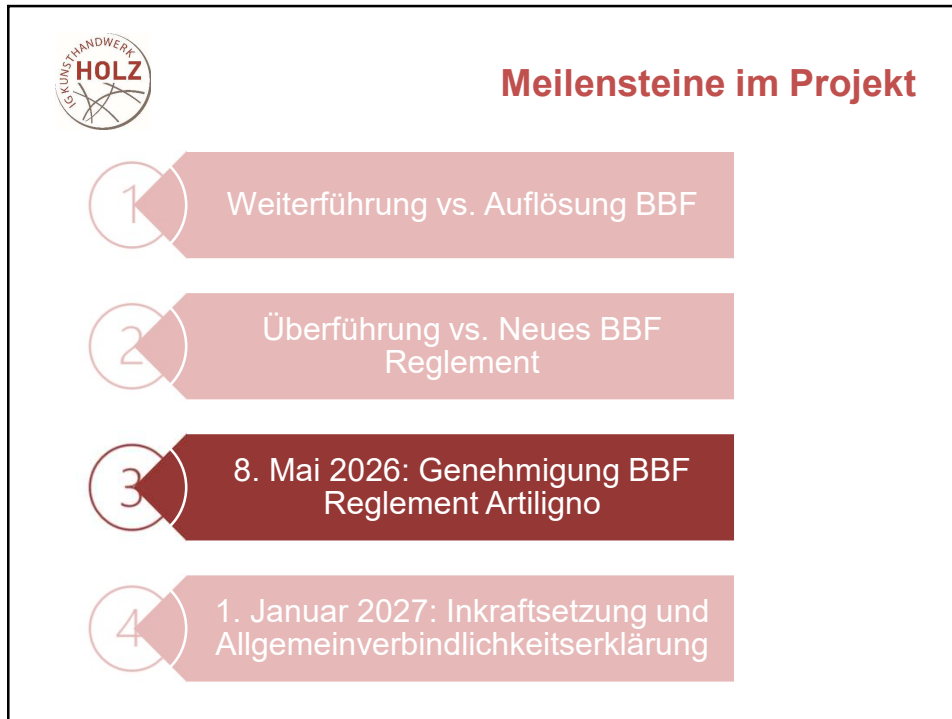 IG KUNSTHANDWERK
HOLZ
Meilensteine im Projekt
1
Weiterführung vs. Auflösung BBF
2
Überführung vs. Neues BBF
Reglement
3
8. Mai 2026: Genehmigung BBF
Reglement Artiligno
4
1. Januar 2027: Inkraftsetzung und
Allgemeinverbindlichkeitserklärung